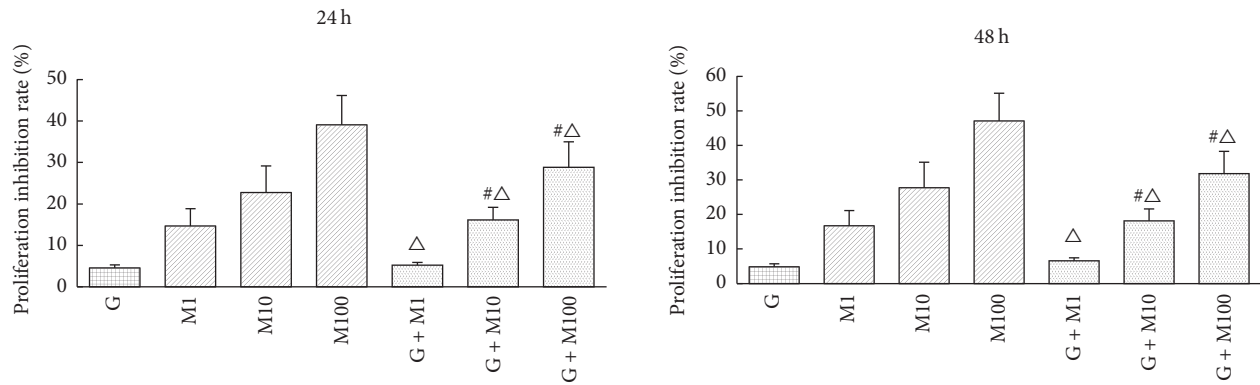 24 h
Proliferation inhibition rate (%)
50
40
30
20
10
0
#△
#△
△
G
M1
M10
M100
G + M1
G + M10
G + M100
48 h
Proliferation inhibition rate (%)
60
50
40
30
20
10
0
#△
#△
△
G
M1
M10
M100
G + M1
G + M10
G + M100